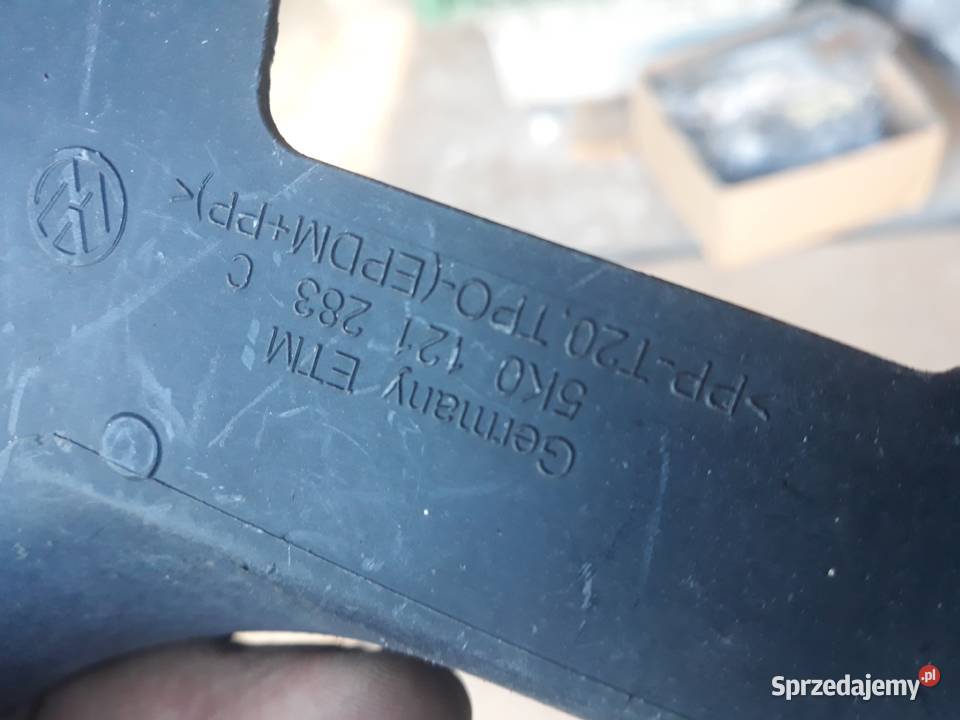 Germany ETM
5K0 121 283 C
>PP-T20,TPO-(EPDM+PP)<
Sprzedajemy.pl